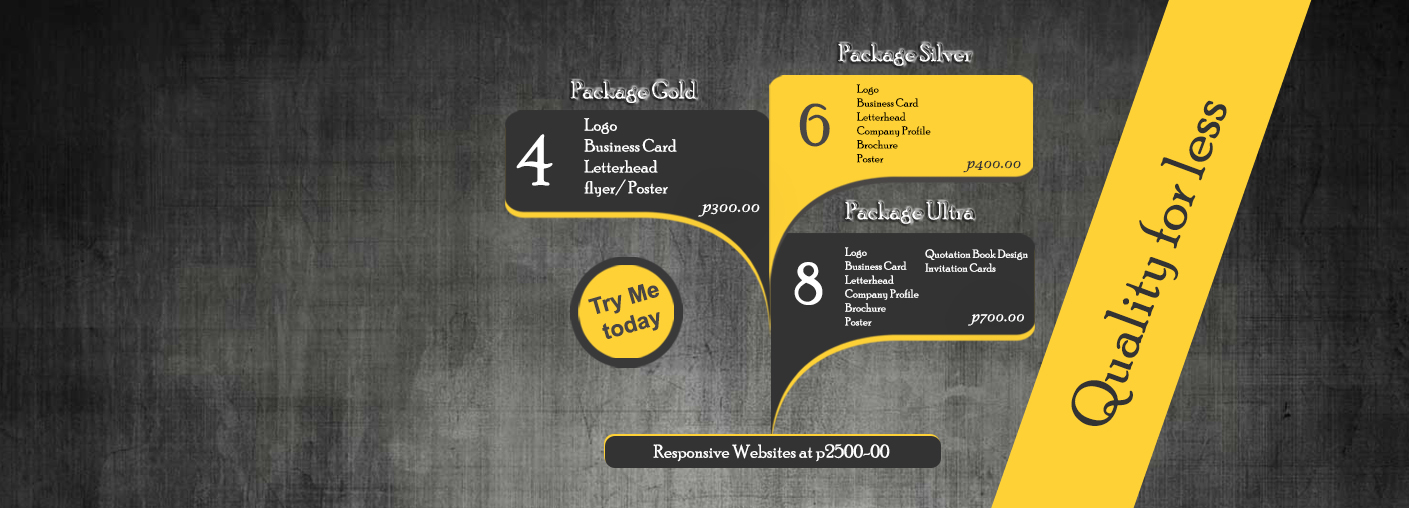 Package Gold
4
Logo
Business Card
Letterhead
flyer/ Poster
p300.00
Package Silver
6
Logo
Business Card
Letterhead
Company Profile
Brochure
Poster
p400.00
Package Ultra
8
Logo
Business Card
Letterhead
Company Profile
Brochure
Poster
Quotation Book Design
Invitation Cards
p700.00
Try Me
today
Responsive Websites at p2500-00
Quality for less